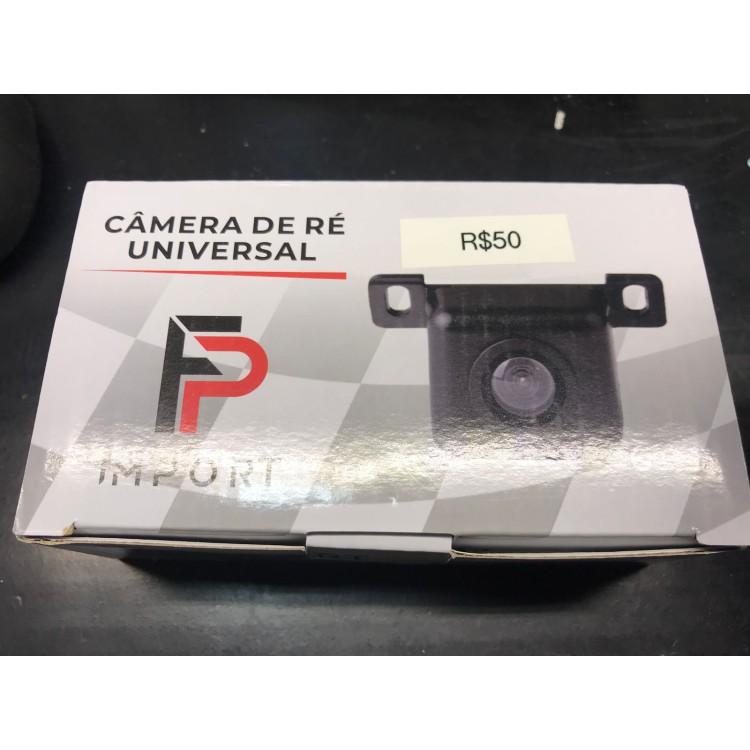 CÂMERA DE RÉ
UNIVERSAL
R$50
FP
IMPORT